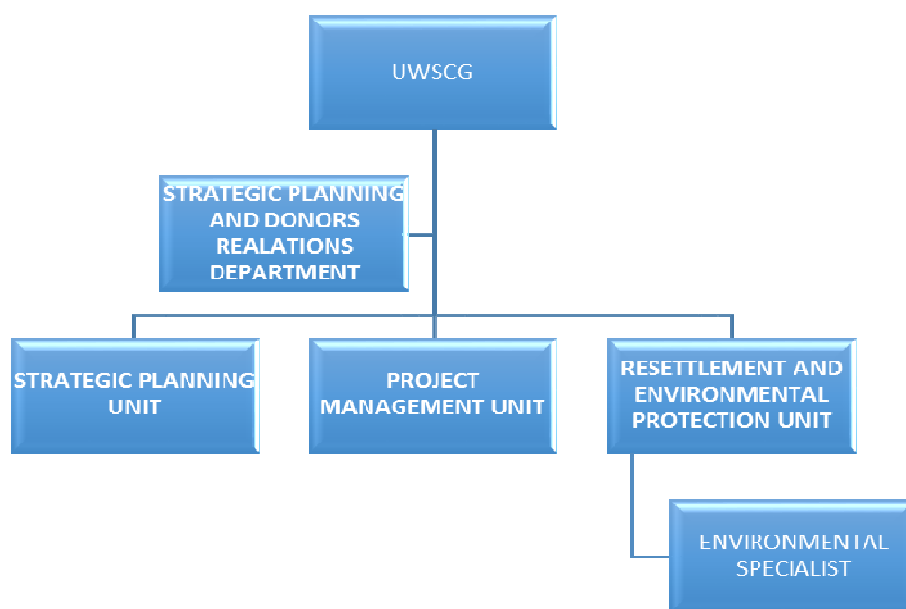 UWSCG
STRATEGIC PLANNING
AND DONORS
REALATIONS
DEPARTMENT
STRATEGIC PLANNING
UNIT
PROJECT
MANAGEMENT UNIT
RESETTLEMENT AND
ENVIRONMENTAL
PROTECTION UNIT
ENVIRONMENTAL
SPECIALIST